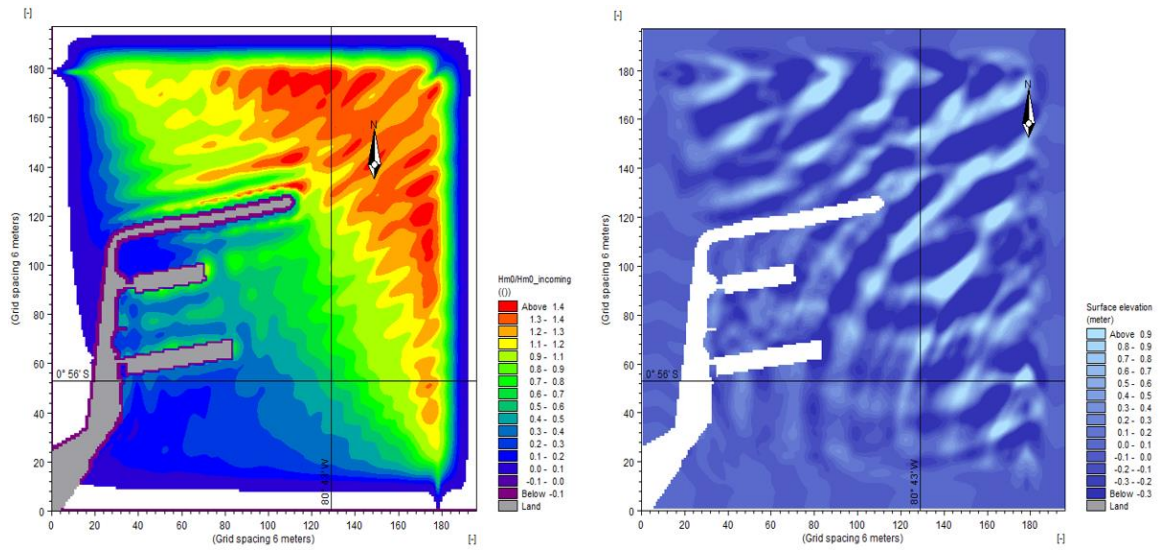 [-]
180
160
140
120
100
80
60
40
20
0
(Grid spacing 6 meters)
0° 56' S
80° 43'W
N
0 20 40 60 80 100 120 140 160 180
(Grid spacing 6 meters)
[-]
Hm0/Hm0_incoming
(())
Above 1.4
1.3 - 1.4
1.2 - 1.3
1.1 - 1.2
1.0 - 1.1
0.9 - 1.0
0.8 - 0.9
0.7 - 0.8
0.6 - 0.7
0.5 - 0.6
0.4 - 0.5
0.3 - 0.4
0.2 - 0.3
0.1 - 0.2
0.0 - 0.1
-0.1 - 0.0
Below -0.1
Land
[-]
180
160
140
120
100
80
60
40
20
0
(Grid spacing 6 meters)
0° 56' S
80° 43'W
N
0 20 40 60 80 100 120 140 160 180
(Grid spacing 6 meters)
[-]
Surface elevation
(meter)
Above 0.9
0.8 - 0.9
0.7 - 0.8
0.6 - 0.7
0.5 - 0.6
0.4 - 0.5
0.3 - 0.4
0.2 - 0.3
0.1 - 0.2
0.0 - 0.1
-0.1 - 0.0
-0.2 - -0.1
-0.3 - -0.2
Below -0.3
Land